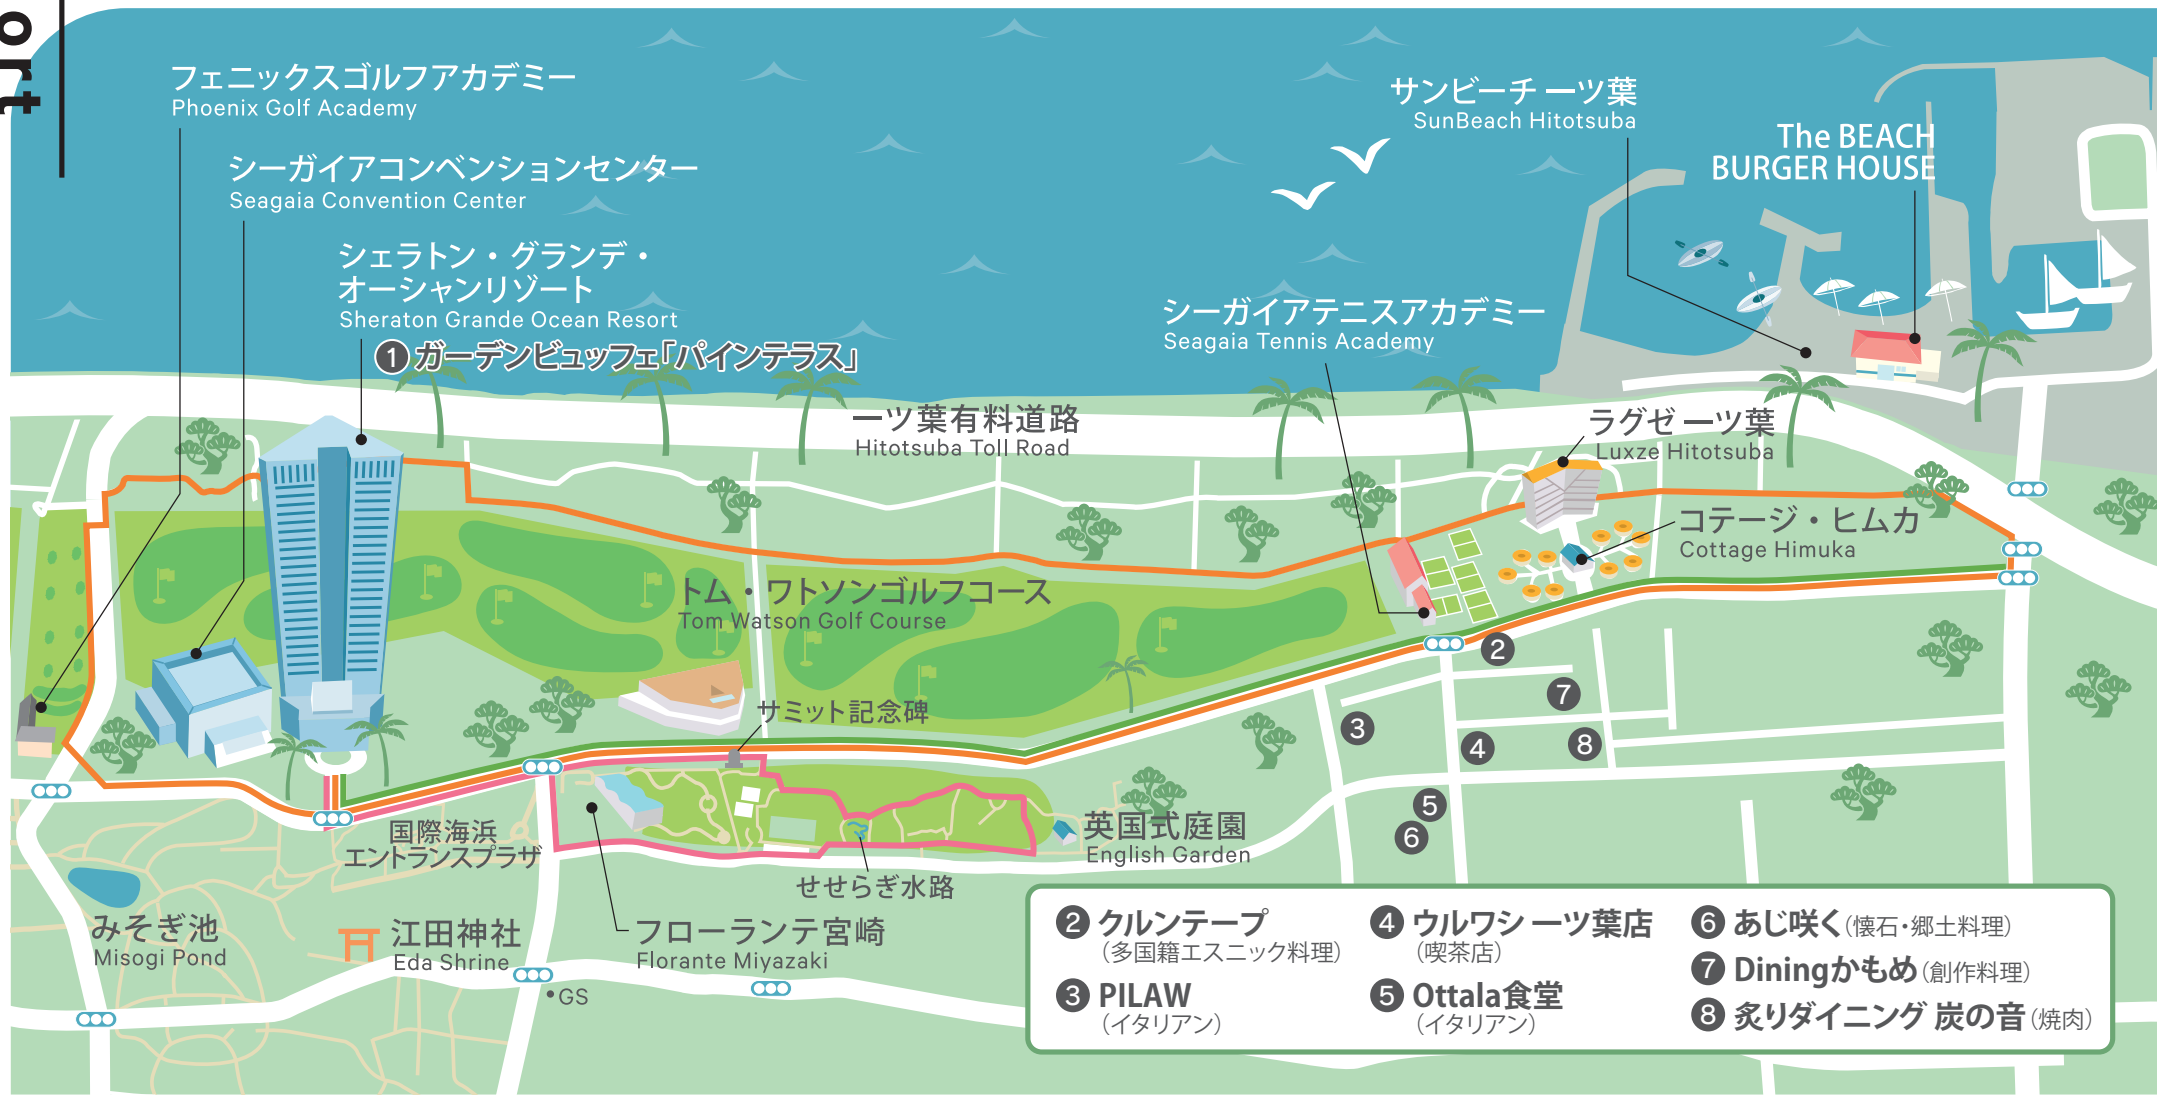 ort
フェニックスゴルフアカデミー
Phoenix Golf Academy
シーガイアコンベンションセンター
Seagaia Convention Center
シェラトン・グランデ・
オーシャンリゾート
Sheraton Grande Ocean Resort
1 ガーデンビュッフェ「パインテラス」
サンビーチ 一ツ葉
SunBeach Hitotsuba
The BEACH
BURGER HOUSE
シーガイアテニスアカデミー
Seagaia Tennis Academy
一ツ葉有料道路
Hitotsuba Toll Road
ラグゼ 一ツ葉
Luxze Hitotsuba
コテージ・ヒムカ
Cottage Himuka
トム・ワトソンゴルフコース
Tom Watson Golf Course
サミット記念碑
2
7
3
4
8
5
6
国際海浜
エントランスプラザ
英国式庭園
English Garden
せせらぎ水路
みそぎ池
Misogi Pond
江田神社
Eda Shrine
フローランテ宮崎
Florante Miyazaki
•GS
2 クルンテープ
（多国籍エスニック料理）
3 PILAW
（イタリアン）
4 ウルワシ 一ツ葉店
（喫茶店）
5 Ottala食堂
（イタリアン）
6 あじ咲く（懐石・郷土料理）
7 Diningかもめ（創作料理）
8 炙りダイニング 炭の音（焼肉）